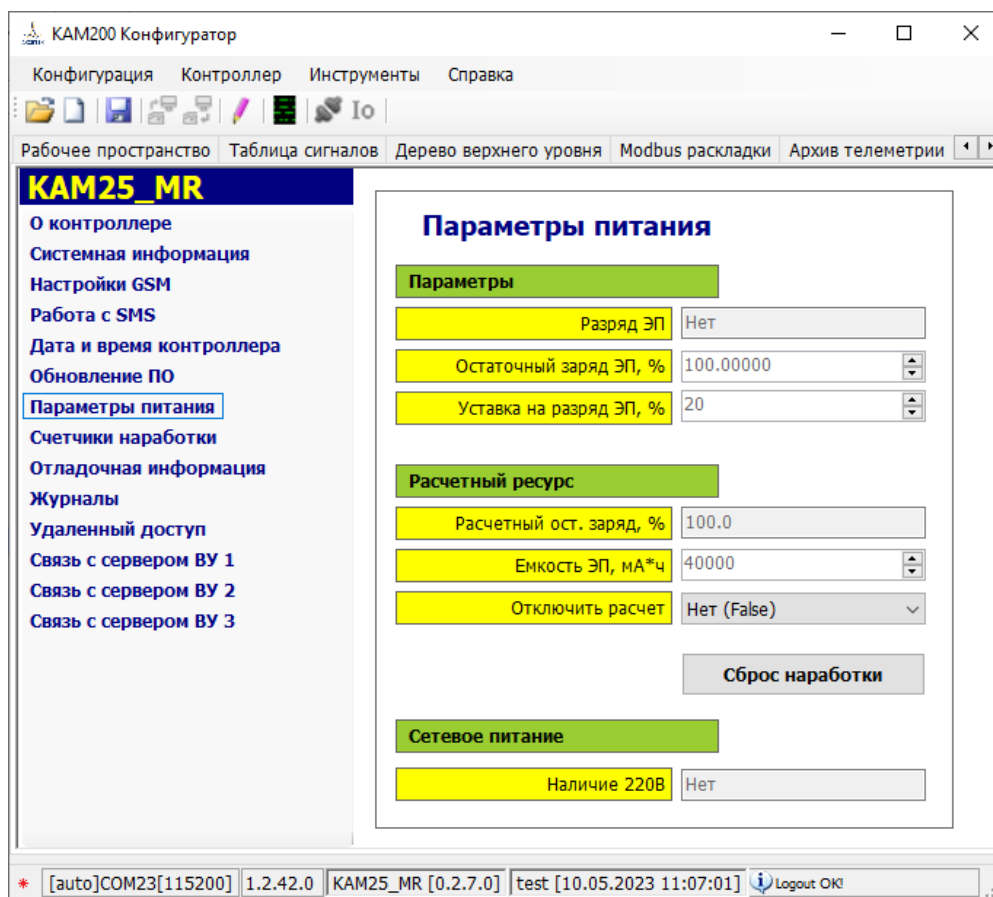 КАМ200 Конфигуратор
Конфигурация Контроллер Инструменты Справка
Io
Рабочее пространство Таблица сигналов Дерево верхнего уровня Modbus раскладки Архив телеметрии
KAM25_MR
О контроллере
Системная информация
Настройки GSM
Работа с SMS
Дата и время контроллера
Обновление ПО
Параметры питания
Счетчики наработки
Отладочная информация
Журналы
Удаленный доступ
Связь с сервером ВУ 1
Связь с сервером ВУ 2
Связь с сервером ВУ 3
Параметры питания
Параметры
Разряд ЭП Нет
Остаточный заряд ЭП, % 100.00000
Уставка на разряд ЭП, % 20
Расчетный ресурс
Расчетный ост. заряд, % 100.0
Емкость ЭП, мА*ч 40000
Отключить расчет Нет (False)
Сброс наработки
Сетевое питание
Наличие 220В Нет
* [auto]COM23[115200] 1.2.42.0 KAM25_MR [0.2.7.0] test [10.05.2023 11:07:01] Logout OK!